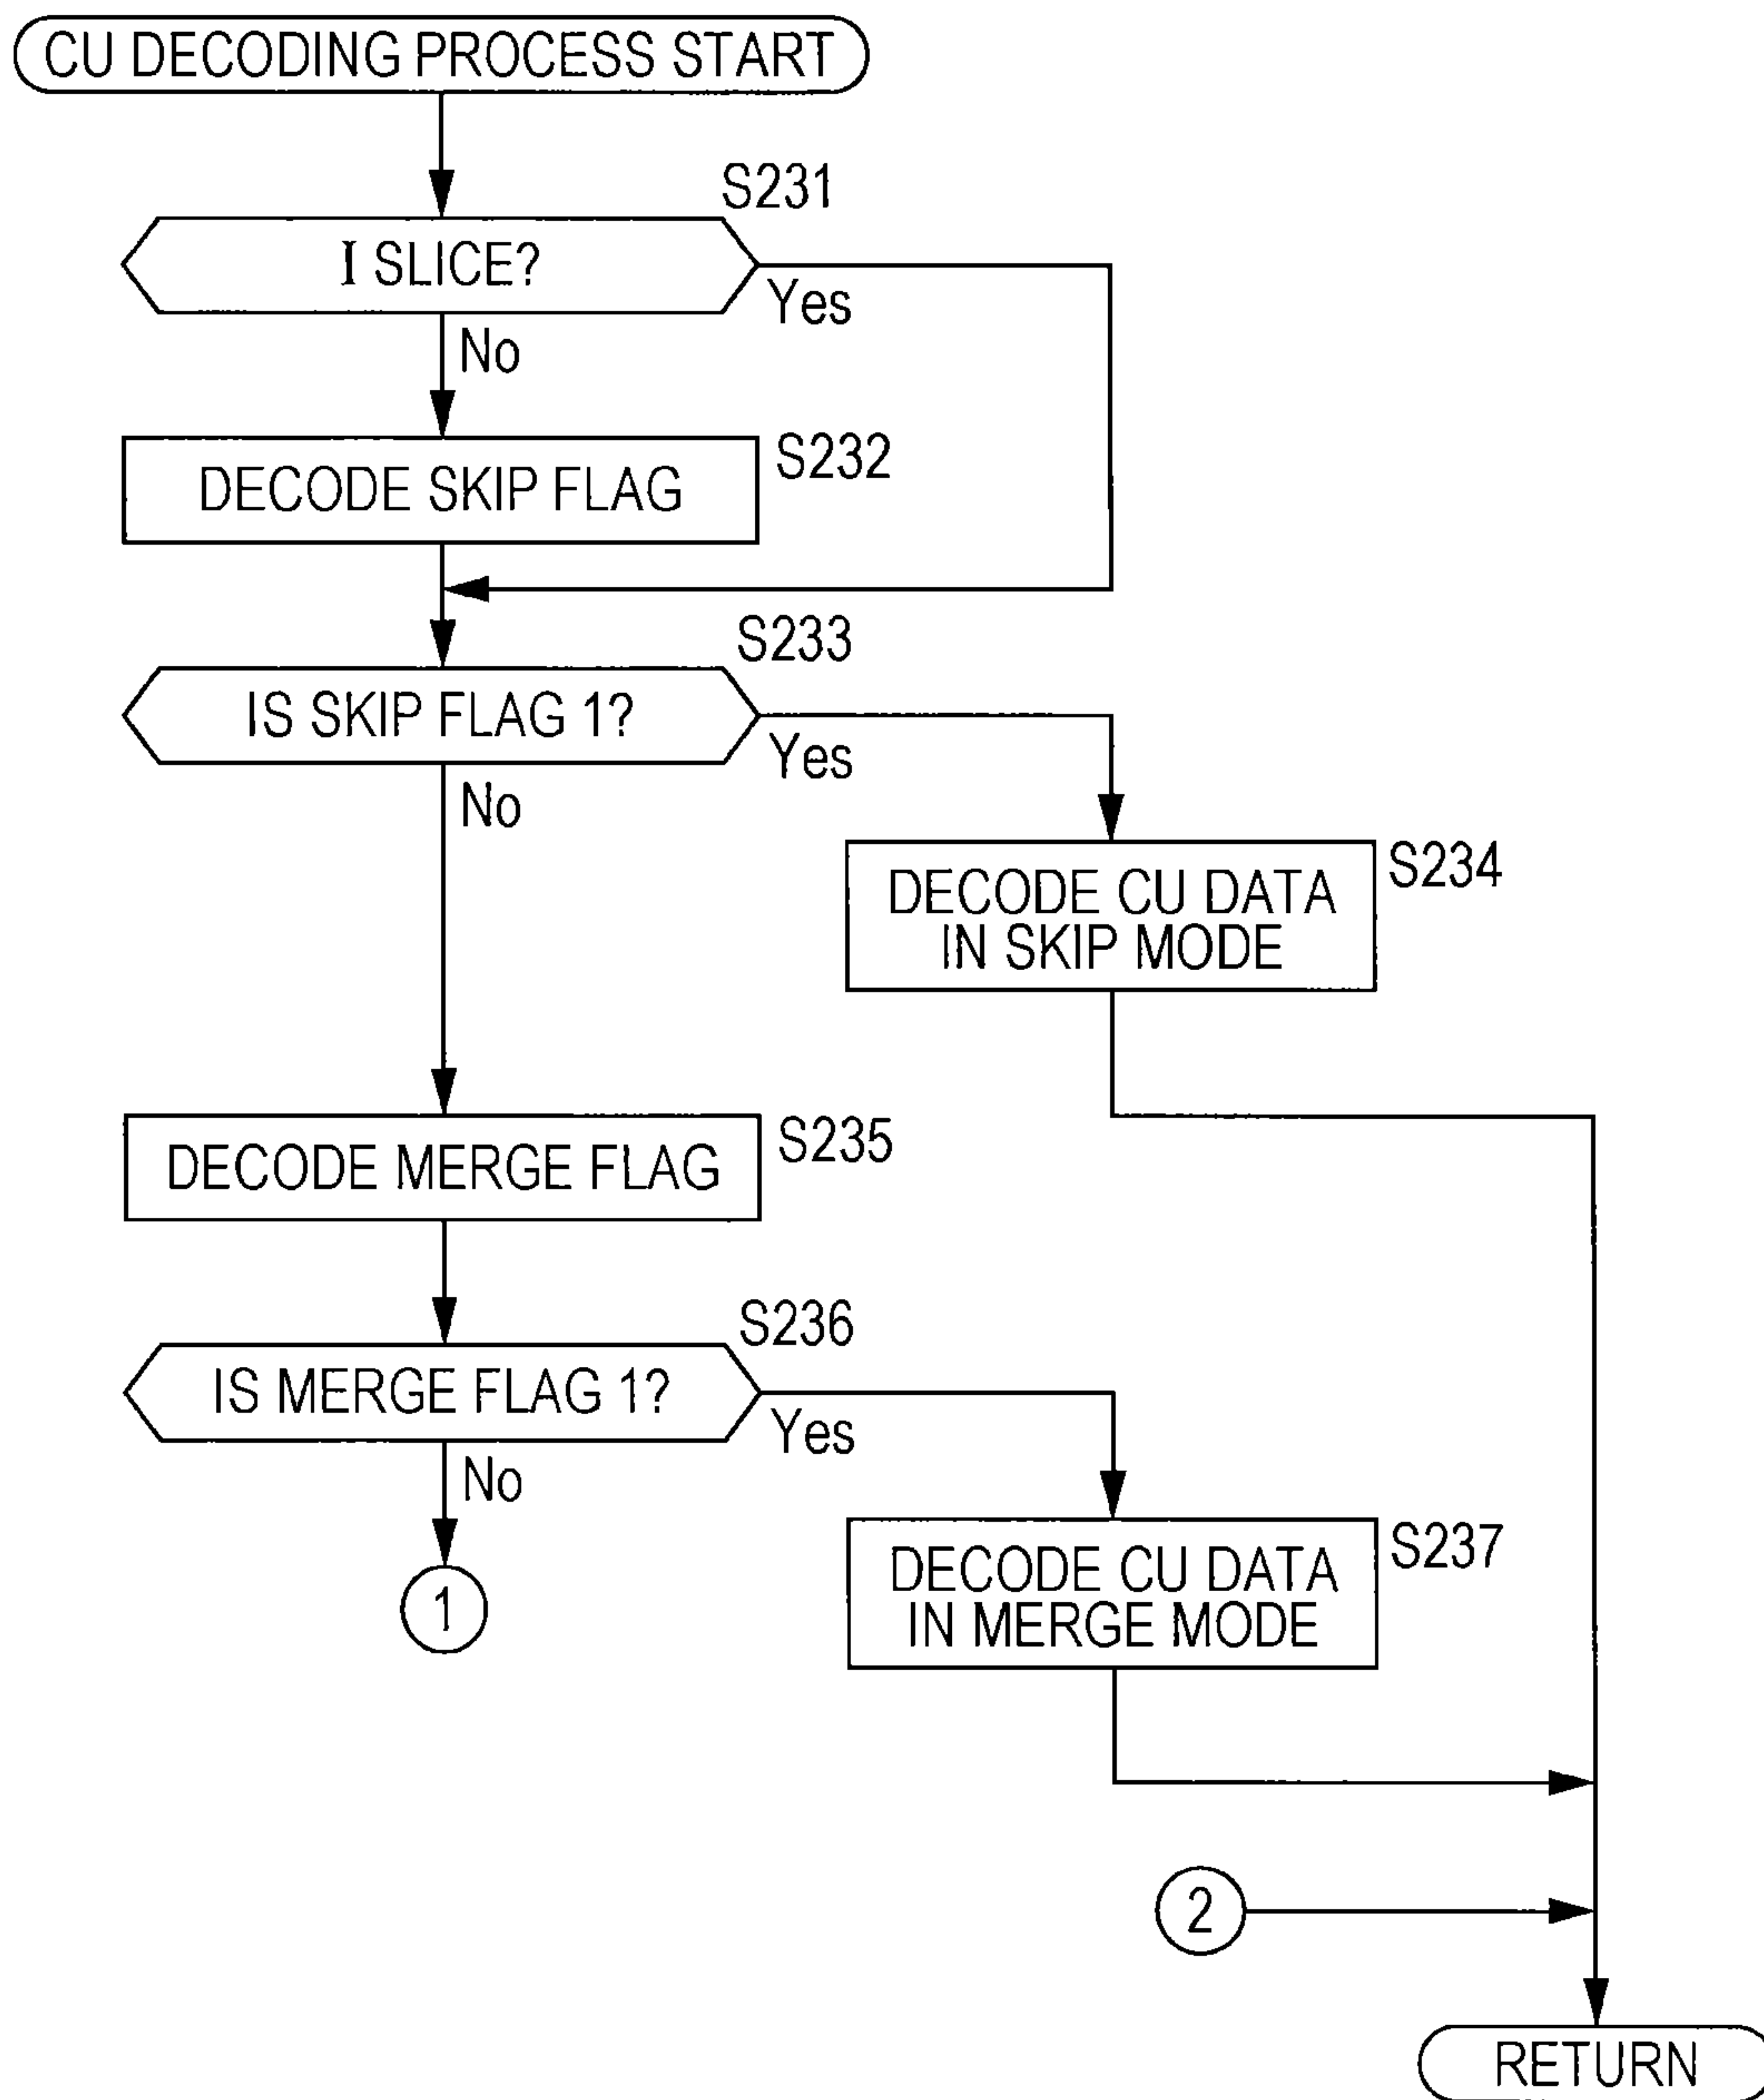 CU DECODING PROCESS START
S231
I SLICE?
Yes
No
S232
DECODE SKIP FLAG
S233
IS SKIP FLAG 1?
Yes
No
S234
DECODE CU DATA
IN SKIP MODE
S235
DECODE MERGE FLAG
S236
IS MERGE FLAG 1?
Yes
No
S237
DECODE CU DATA
IN MERGE MODE
1
2
RETURN